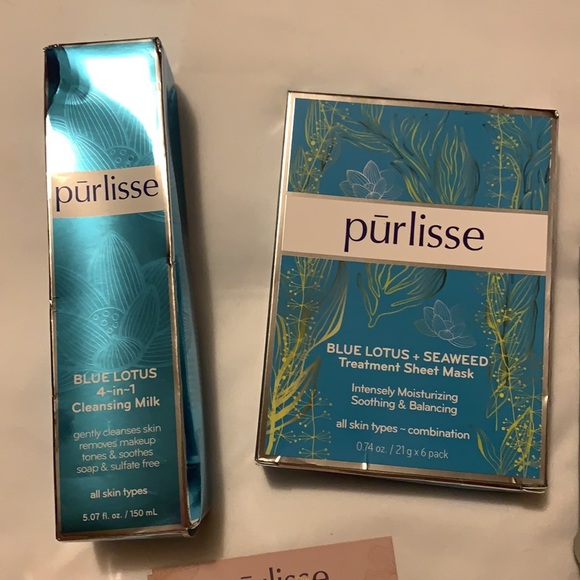 pūrlisse
BLUE LOTUS
4-in-1
Cleansing Milk
gently cleanses skin
removes makeup
tones & soothes
soap & sulfate free
all skin types
5.07 fl. oz. / 150 mL
pūrlisse
BLUE LOTUS + SEAWEED
Treatment Sheet Mask
Intensely Moisturizing
Soothing & Balancing
all skin types – combination
0.74 oz. / 21 g x 6 pack
pūrlisse